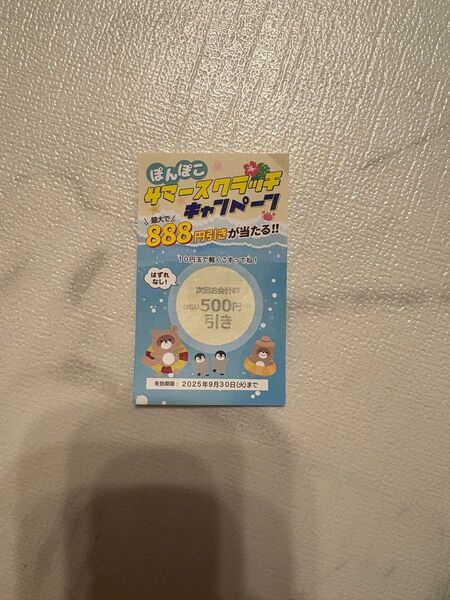 ぽんぽこ
サマースクラッチ
キャンペーン
最大で
888円引きが当たる!!
10円玉で軽くこすってね!
はずれ
なし!
次回お会計時
(税込)500円
引き
有効期限：2025年9月30日(火)まで